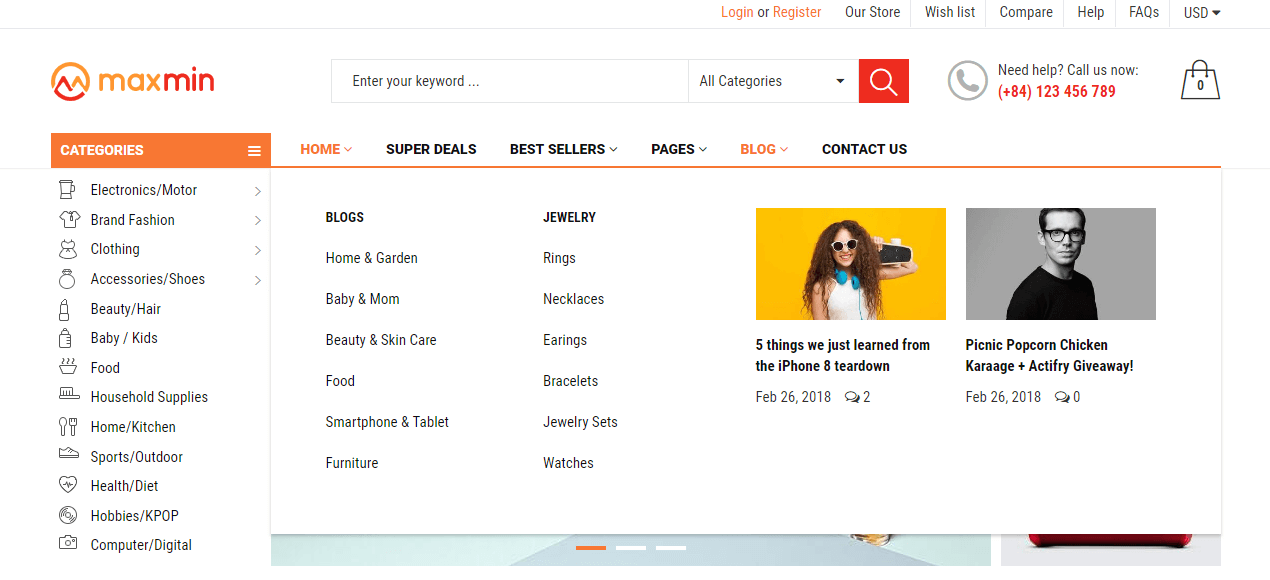 Login or Register Our Store Wish list Compare Help FAQs USD
maxmin
Enter your keyword ... All Categories
Need help? Call us now:
(+84) 123 456 789
0
CATEGORIES
HOME SUPER DEALS BEST SELLERS PAGES BLOG CONTACT US
Electronics/Motor
Brand Fashion
Clothing
Accessories/Shoes
Beauty/Hair
Baby / Kids
Food
Household Supplies
Home/Kitchen
Sports/Outdoor
Health/Diet
Hobbies/KPOP
Computer/Digital
BLOGS
Home & Garden
Baby & Mom
Beauty & Skin Care
Food
Smartphone & Tablet
Furniture
JEWELRY
Rings
Necklaces
Earings
Bracelets
Jewelry Sets
Watches
5 things we just learned from
the iPhone 8 teardown
Feb 26, 2018 2
Picnic Popcorn Chicken
Karaage + Actifry Giveaway!
Feb 26, 2018 0